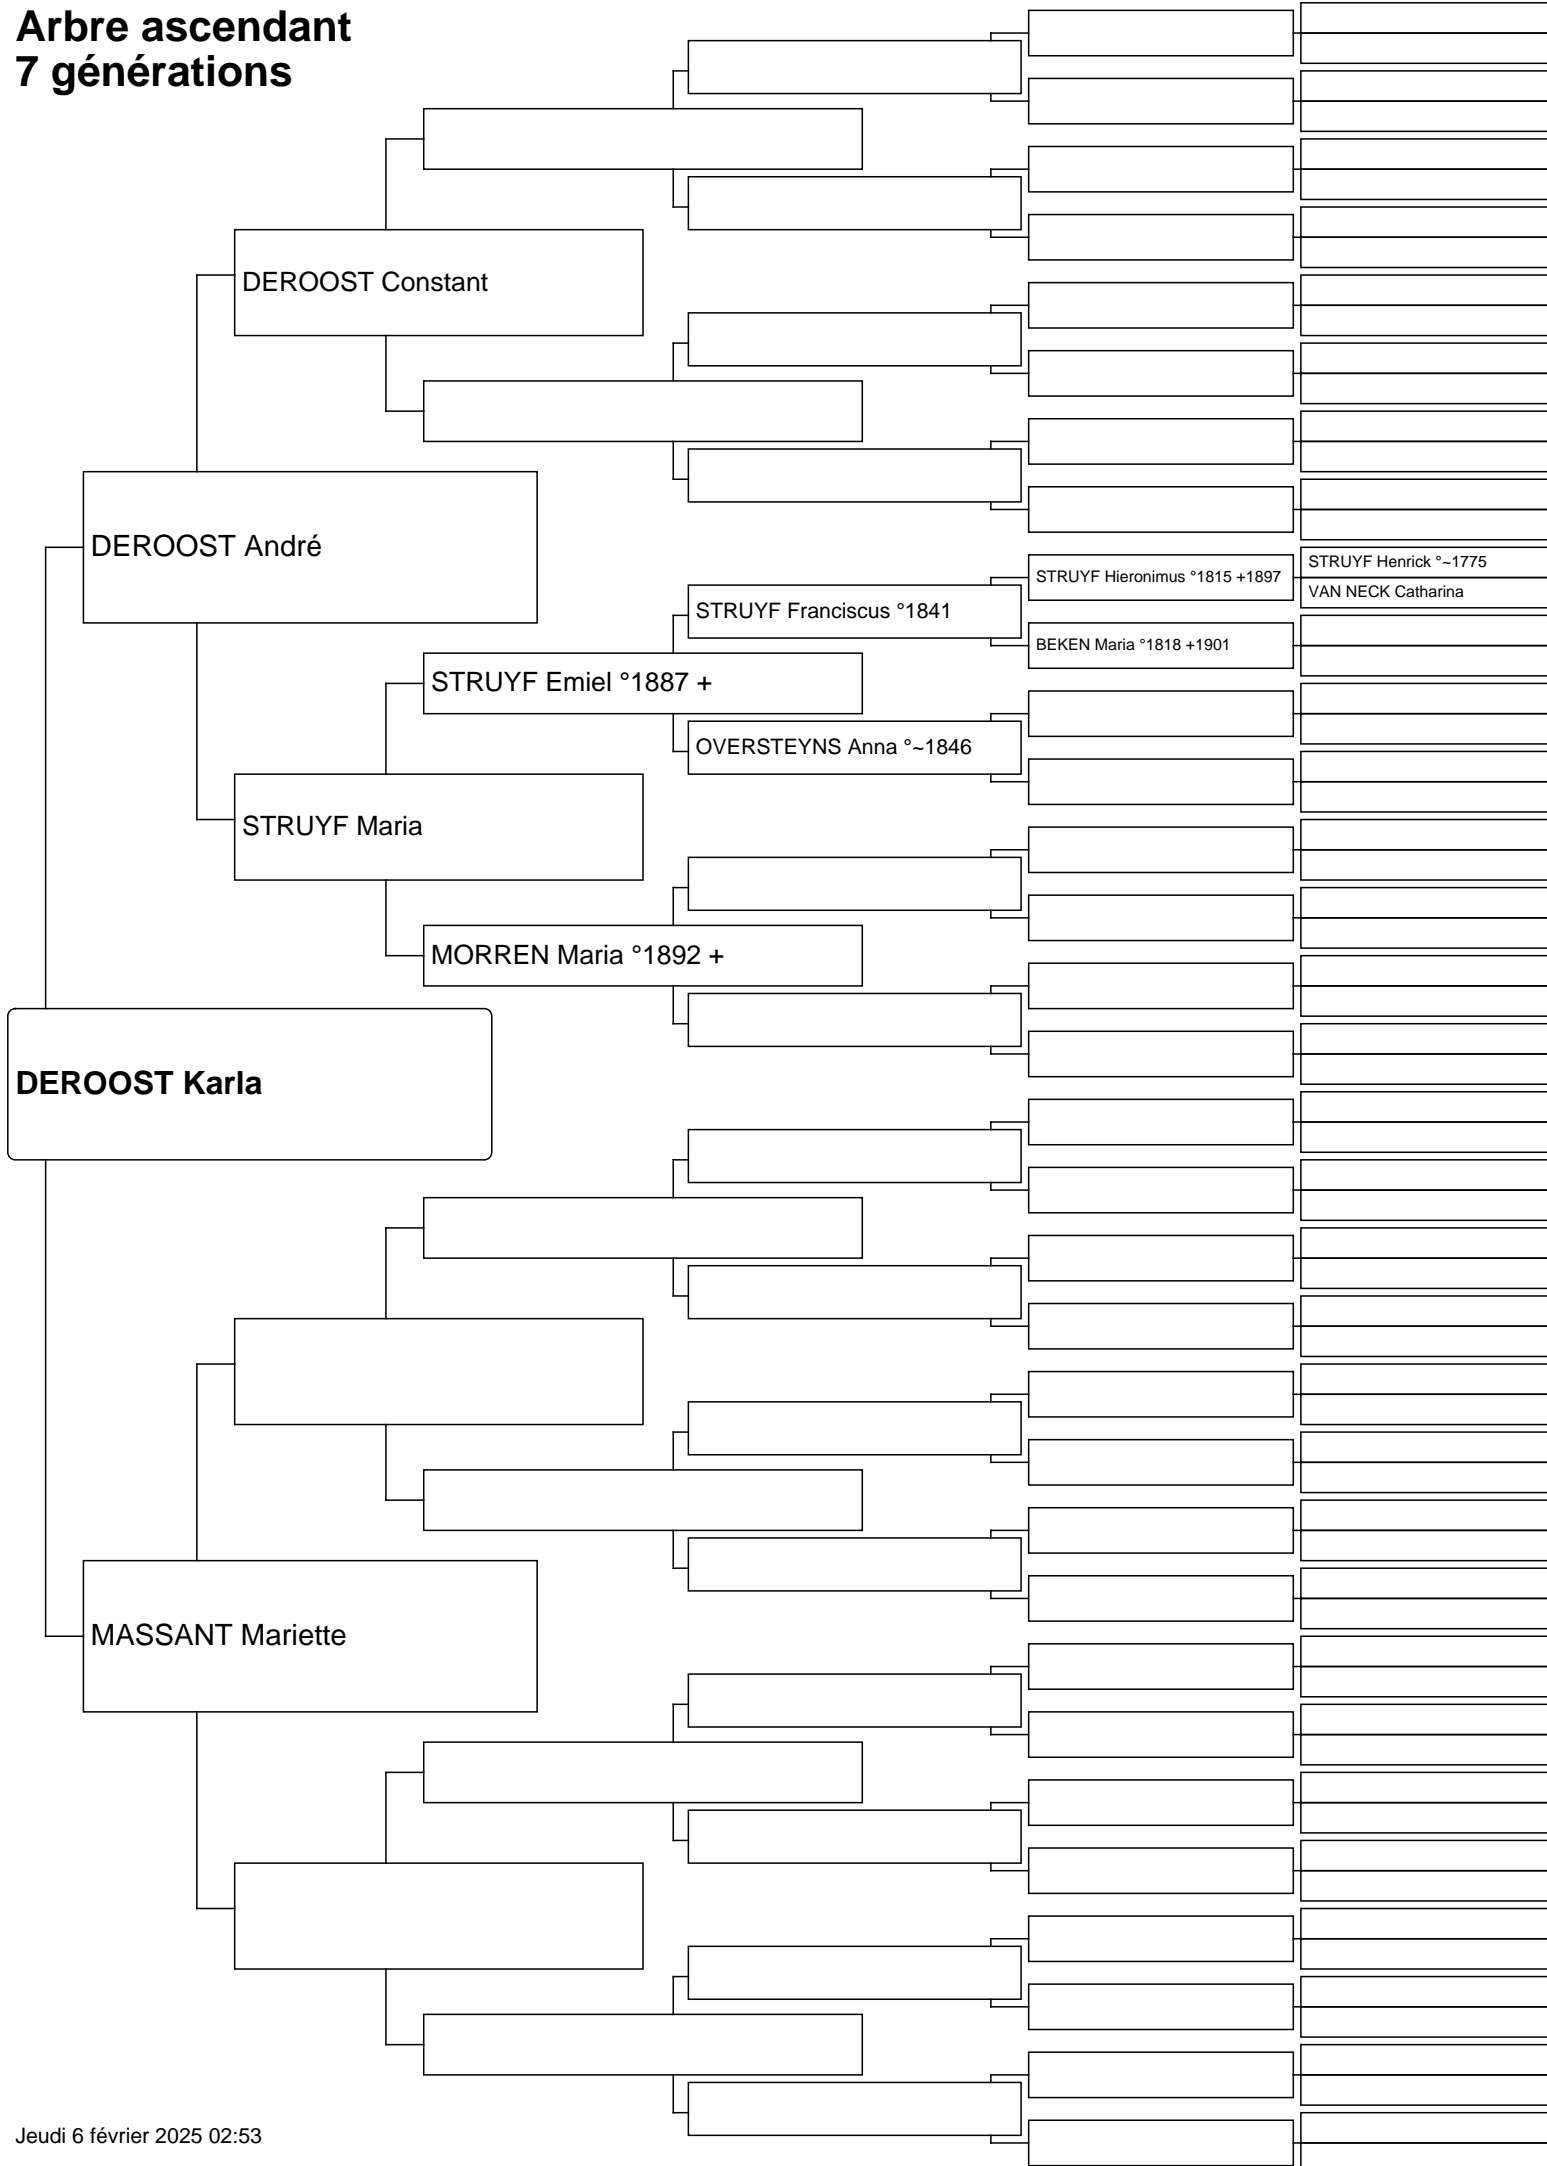 Arbre ascendant
7 générations
DEROOST Constant
DEROOST André
STRUYF Henrick °~1775
STRUYF Hieronimus °1815 +1897
VAN NECK Catharina
STRUYF Franciscus °1841
BEKEN Maria °1818 +1901
STRUYF Emiel °1887 +
OVERSTEYNS Anna °~1846
STRUYF Maria
MORREN Maria °1892 +
DEROOST Karla
MASSANT Mariette
Jeudi 6 février 2025 02:53